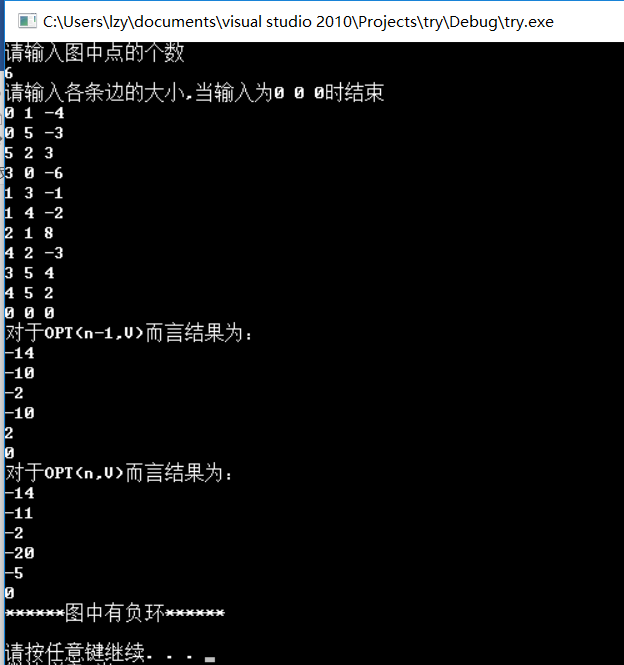 C:\Users\lzy\documents\visual studio 2010\Projects\try\Debug\try.exe
请输入图中点的个数
6
请输入各条边的大小,当输入为0 0 0时结束
0 1 -4
0 5 -3
5 2 3
3 0 -6
1 3 -1
1 4 -2
2 1 8
4 2 -3
3 5 4
4 5 2
0 0 0
对于OPT(n-1,V)而言结果为:
-14
-10
-2
-10
2
0
对于OPT(n,V)而言结果为:
-14
-11
-2
-20
-5
0
******图中有负环******
请按任意键继续. . .